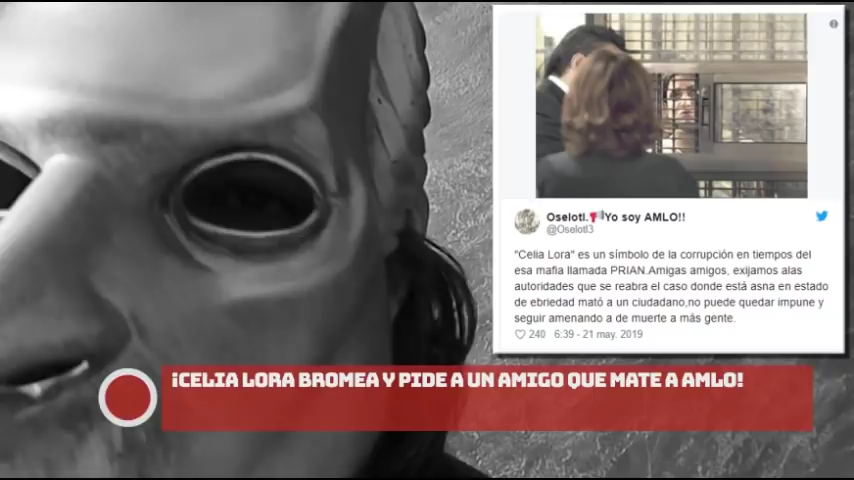 Oselotl. Yo soy AMLO!!
@Oselotl3
"Celia Lora" es un símbolo de la corrupción en tiempos del
esa mafia llamada PRIAN.Amigas amigos, exijamos alas
autoridades que se reabra el caso donde está asna en estado
de ebriedad mató a un ciudadano,no puede quedar impune y
seguir amenando a de muerte a más gente.
240 6:39 - 21 may. 2019
¡CELIA LORA BROMEA Y PIDE A UN AMIGO QUE MATE A AMLO!